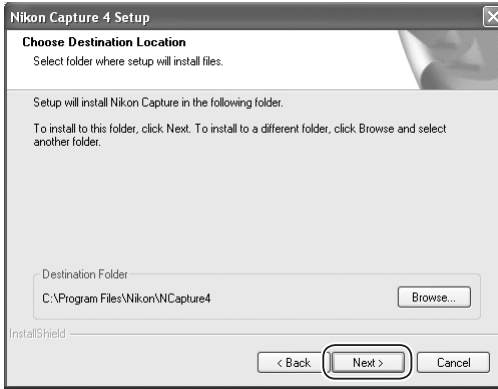 Nikon Capture 4 Setup
Choose Destination Location
Select folder where setup will install files.
Setup will install Nikon Capture in the following folder.
To install to this folder, click Next. To install to a different folder, click Browse and select
another folder.
Destination Folder
C:\Program Files\Nikon\NCapture4
Browse...
InstallShield
< Back
Next >
Cancel